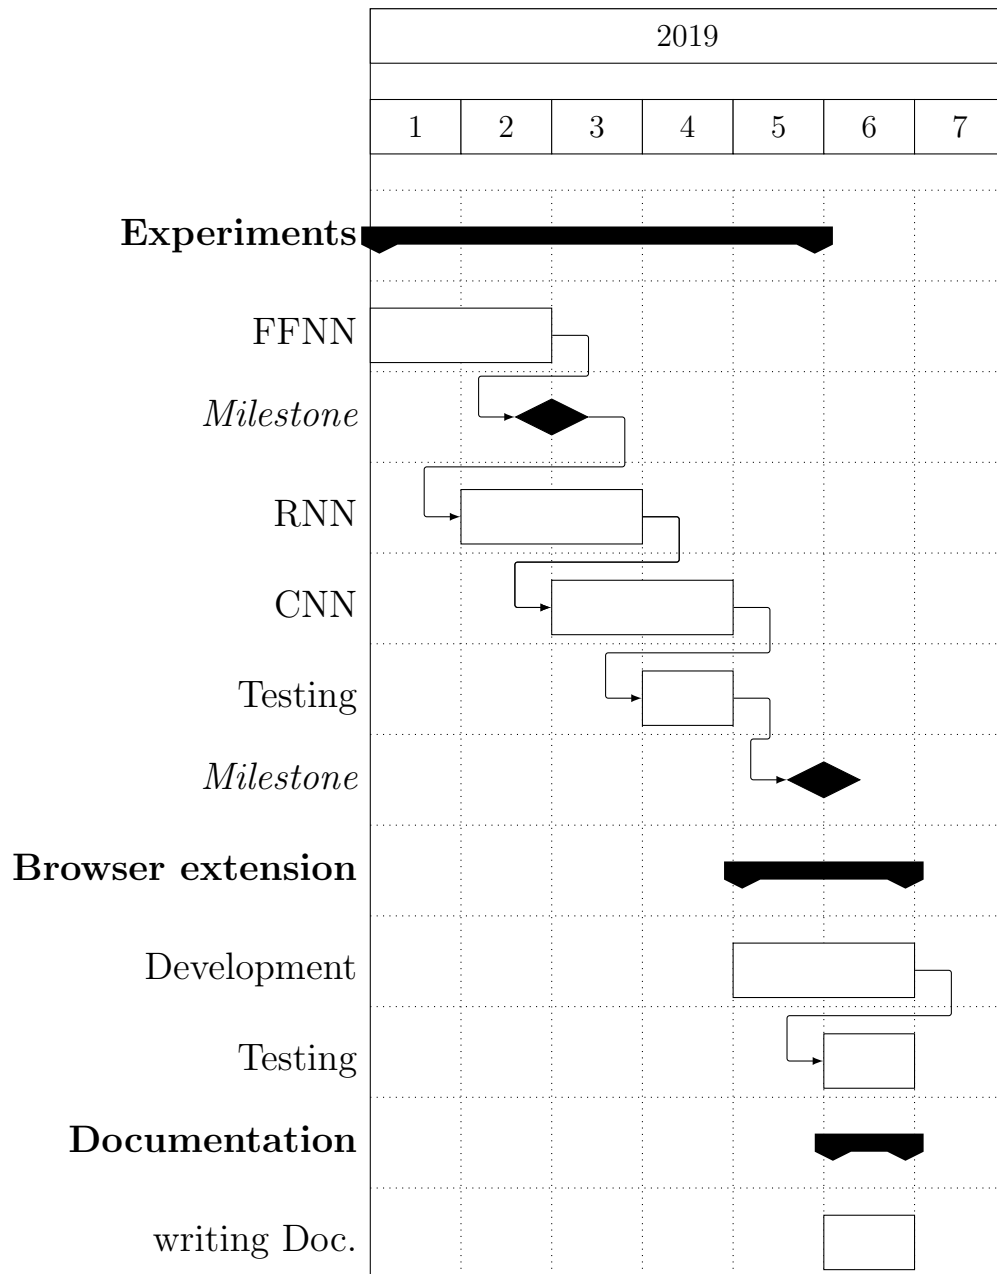 2019
1 2 3 4 5 6 7
Experiments
FFNN
Milestone
RNN
CNN
Testing
Milestone
Browser extension
Development
Testing
Documentation
writing Doc.